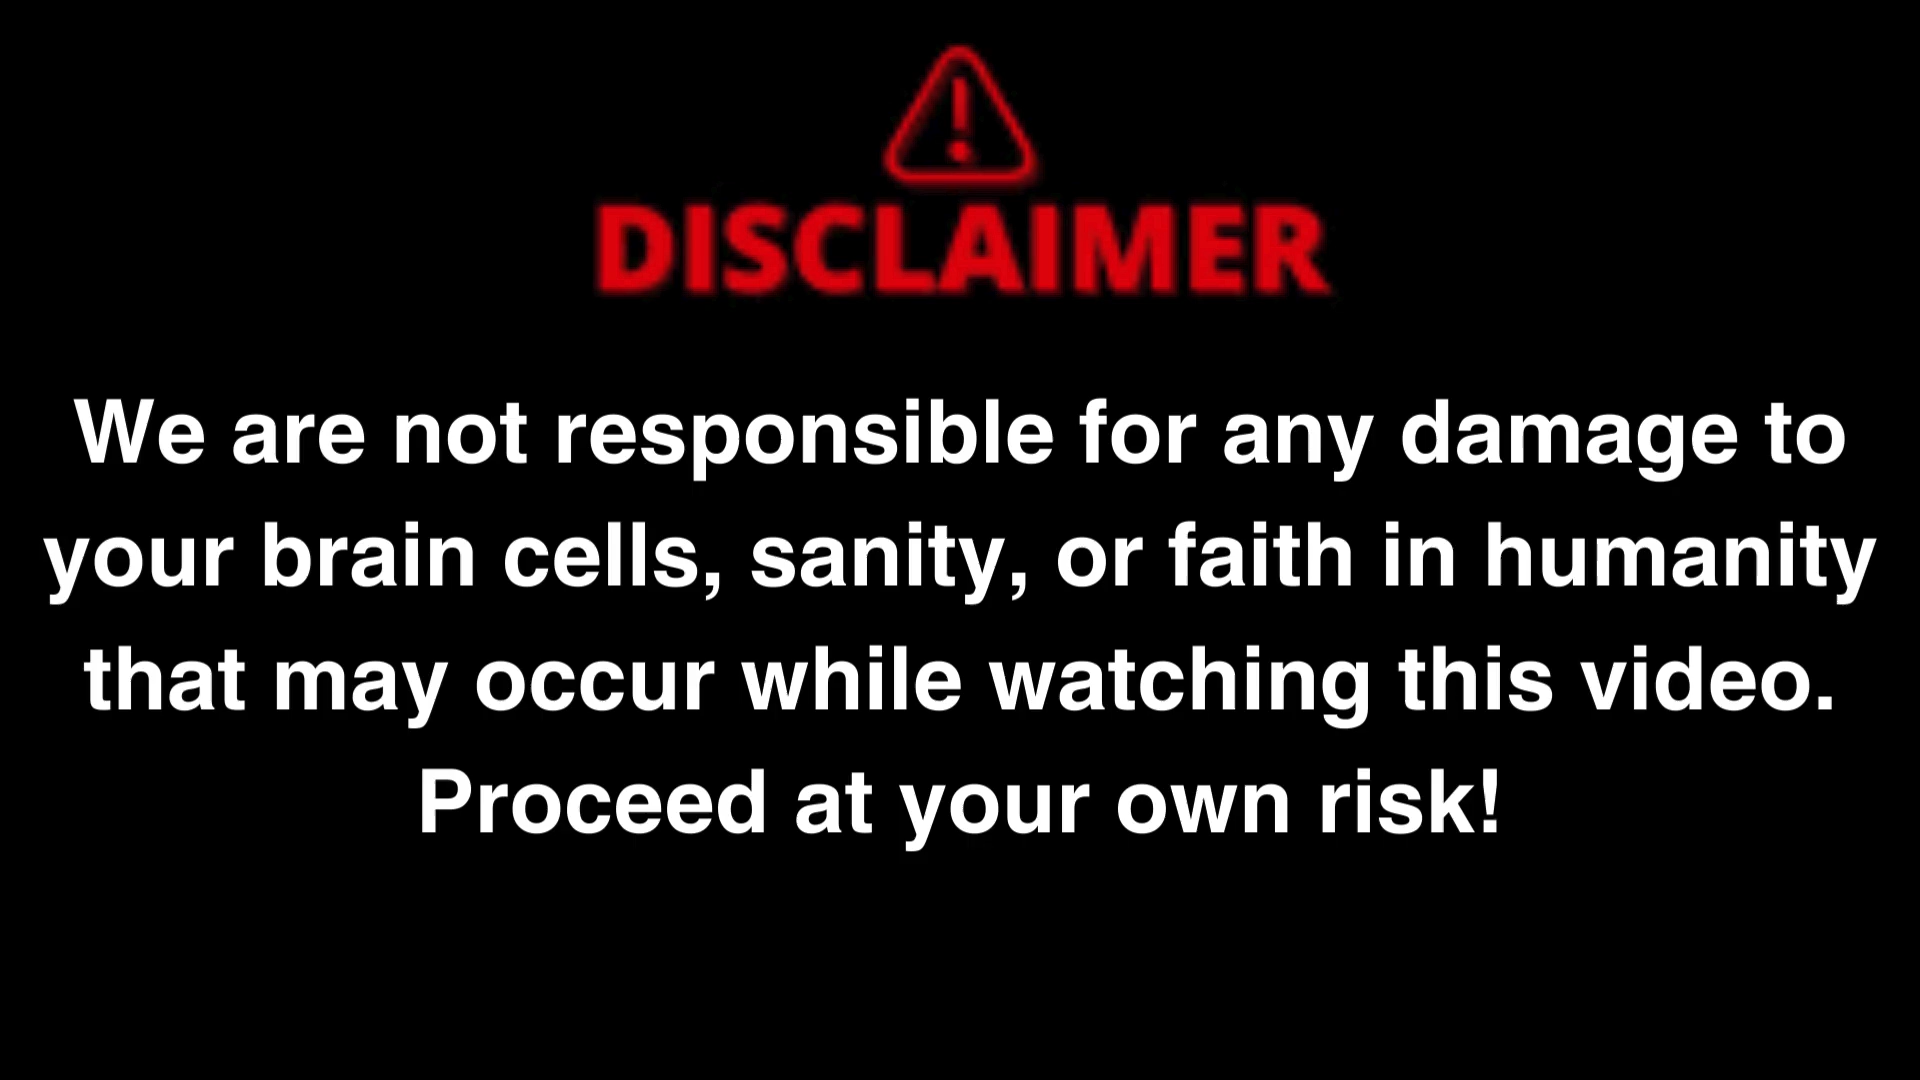 DISCLAIMER
We are not responsible for any damage to
your brain cells, sanity, or faith in humanity
that may occur while watching this video.
Proceed at your own risk!